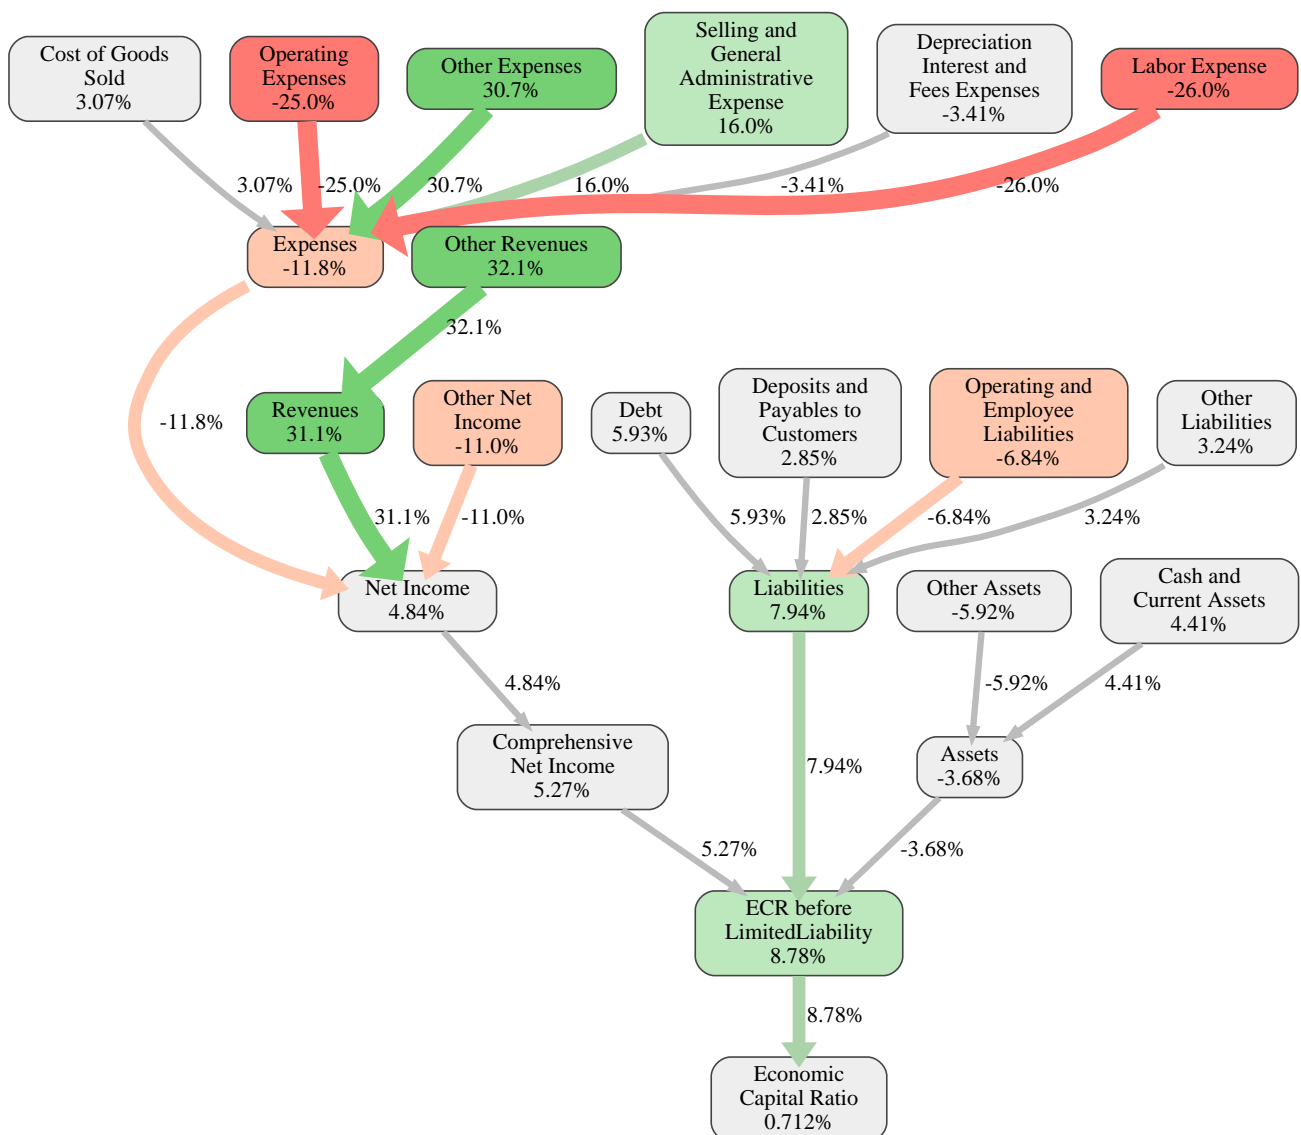 Cost of Goods
Sold
3.07%
Operating
Expenses
-25.0%
Other Expenses
30.7%
Selling and
General
Administrative
Expense
16.0%
Depreciation
Interest and
Fees Expenses
-3.41%
Labor Expense
-26.0%
3.07%
-25.0%
30.7%
16.0%
-3.41%
-26.0%
Expenses
-11.8%
Other Revenues
32.1%
32.1%
-11.8%
Revenues
31.1%
Other Net
Income
-11.0%
Debt
5.93%
Deposits and
Payables to
Customers
2.85%
Operating and
Employee
Liabilities
-6.84%
Other
Liabilities
3.24%
31.1%
-11.0%
5.93%
2.85%
-6.84%
3.24%
Net Income
4.84%
Liabilities
7.94%
Other Assets
-5.92%
Cash and
Current Assets
4.41%
4.84%
-5.92%
4.41%
Comprehensive
Net Income
5.27%
7.94%
Assets
-3.68%
5.27%
-3.68%
ECR before
LimitedLiability
8.78%
8.78%
Economic
Capital Ratio
0.712%